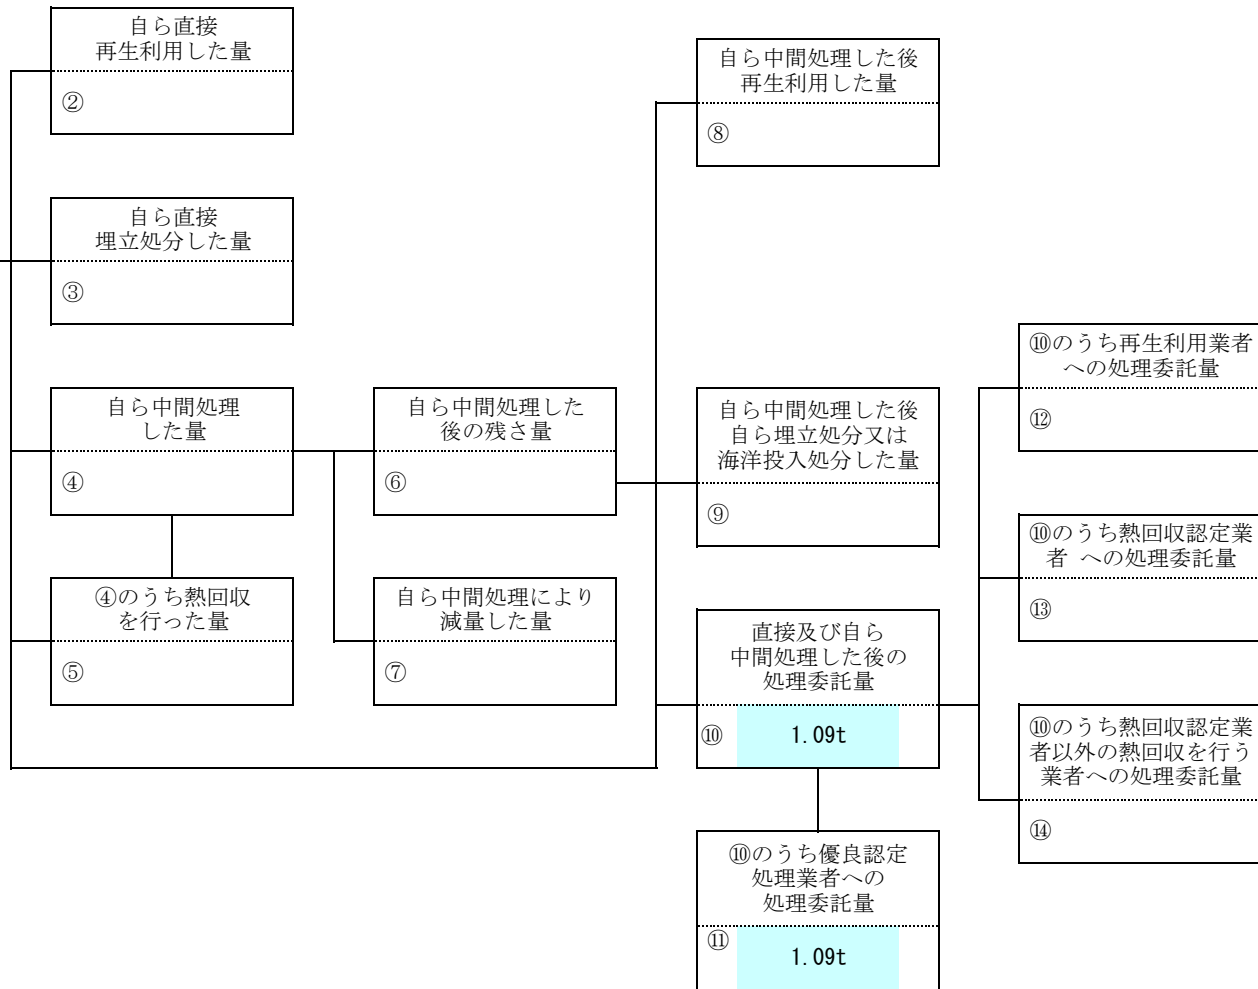 自ら直接
再生利用した量
②
自ら直接
埋立処分した量
③
自ら中間処理
した量
④
④のうち熱回収
を行った量
⑤
自ら中間処理した
後の残さ量
⑥
自ら中間処理により
減量した量
⑦
自ら中間処理した後
再生利用した量
⑧
自ら中間処理した後
自ら埋立処分又は
海洋投入処分した量
⑨
直接及び自ら
中間処理した後の
処理委託量
⑩ 1.09t
⑩のうち優良認定
処理業者への
処理委託量
⑪ 1.09t
⑩のうち再生利用業者
への処理委託量
⑫
⑩のうち熱回収認定業
者 への処理委託量
⑬
⑩のうち熱回収認定業
者以外の熱回収を行う
業者への処理委託量
⑭